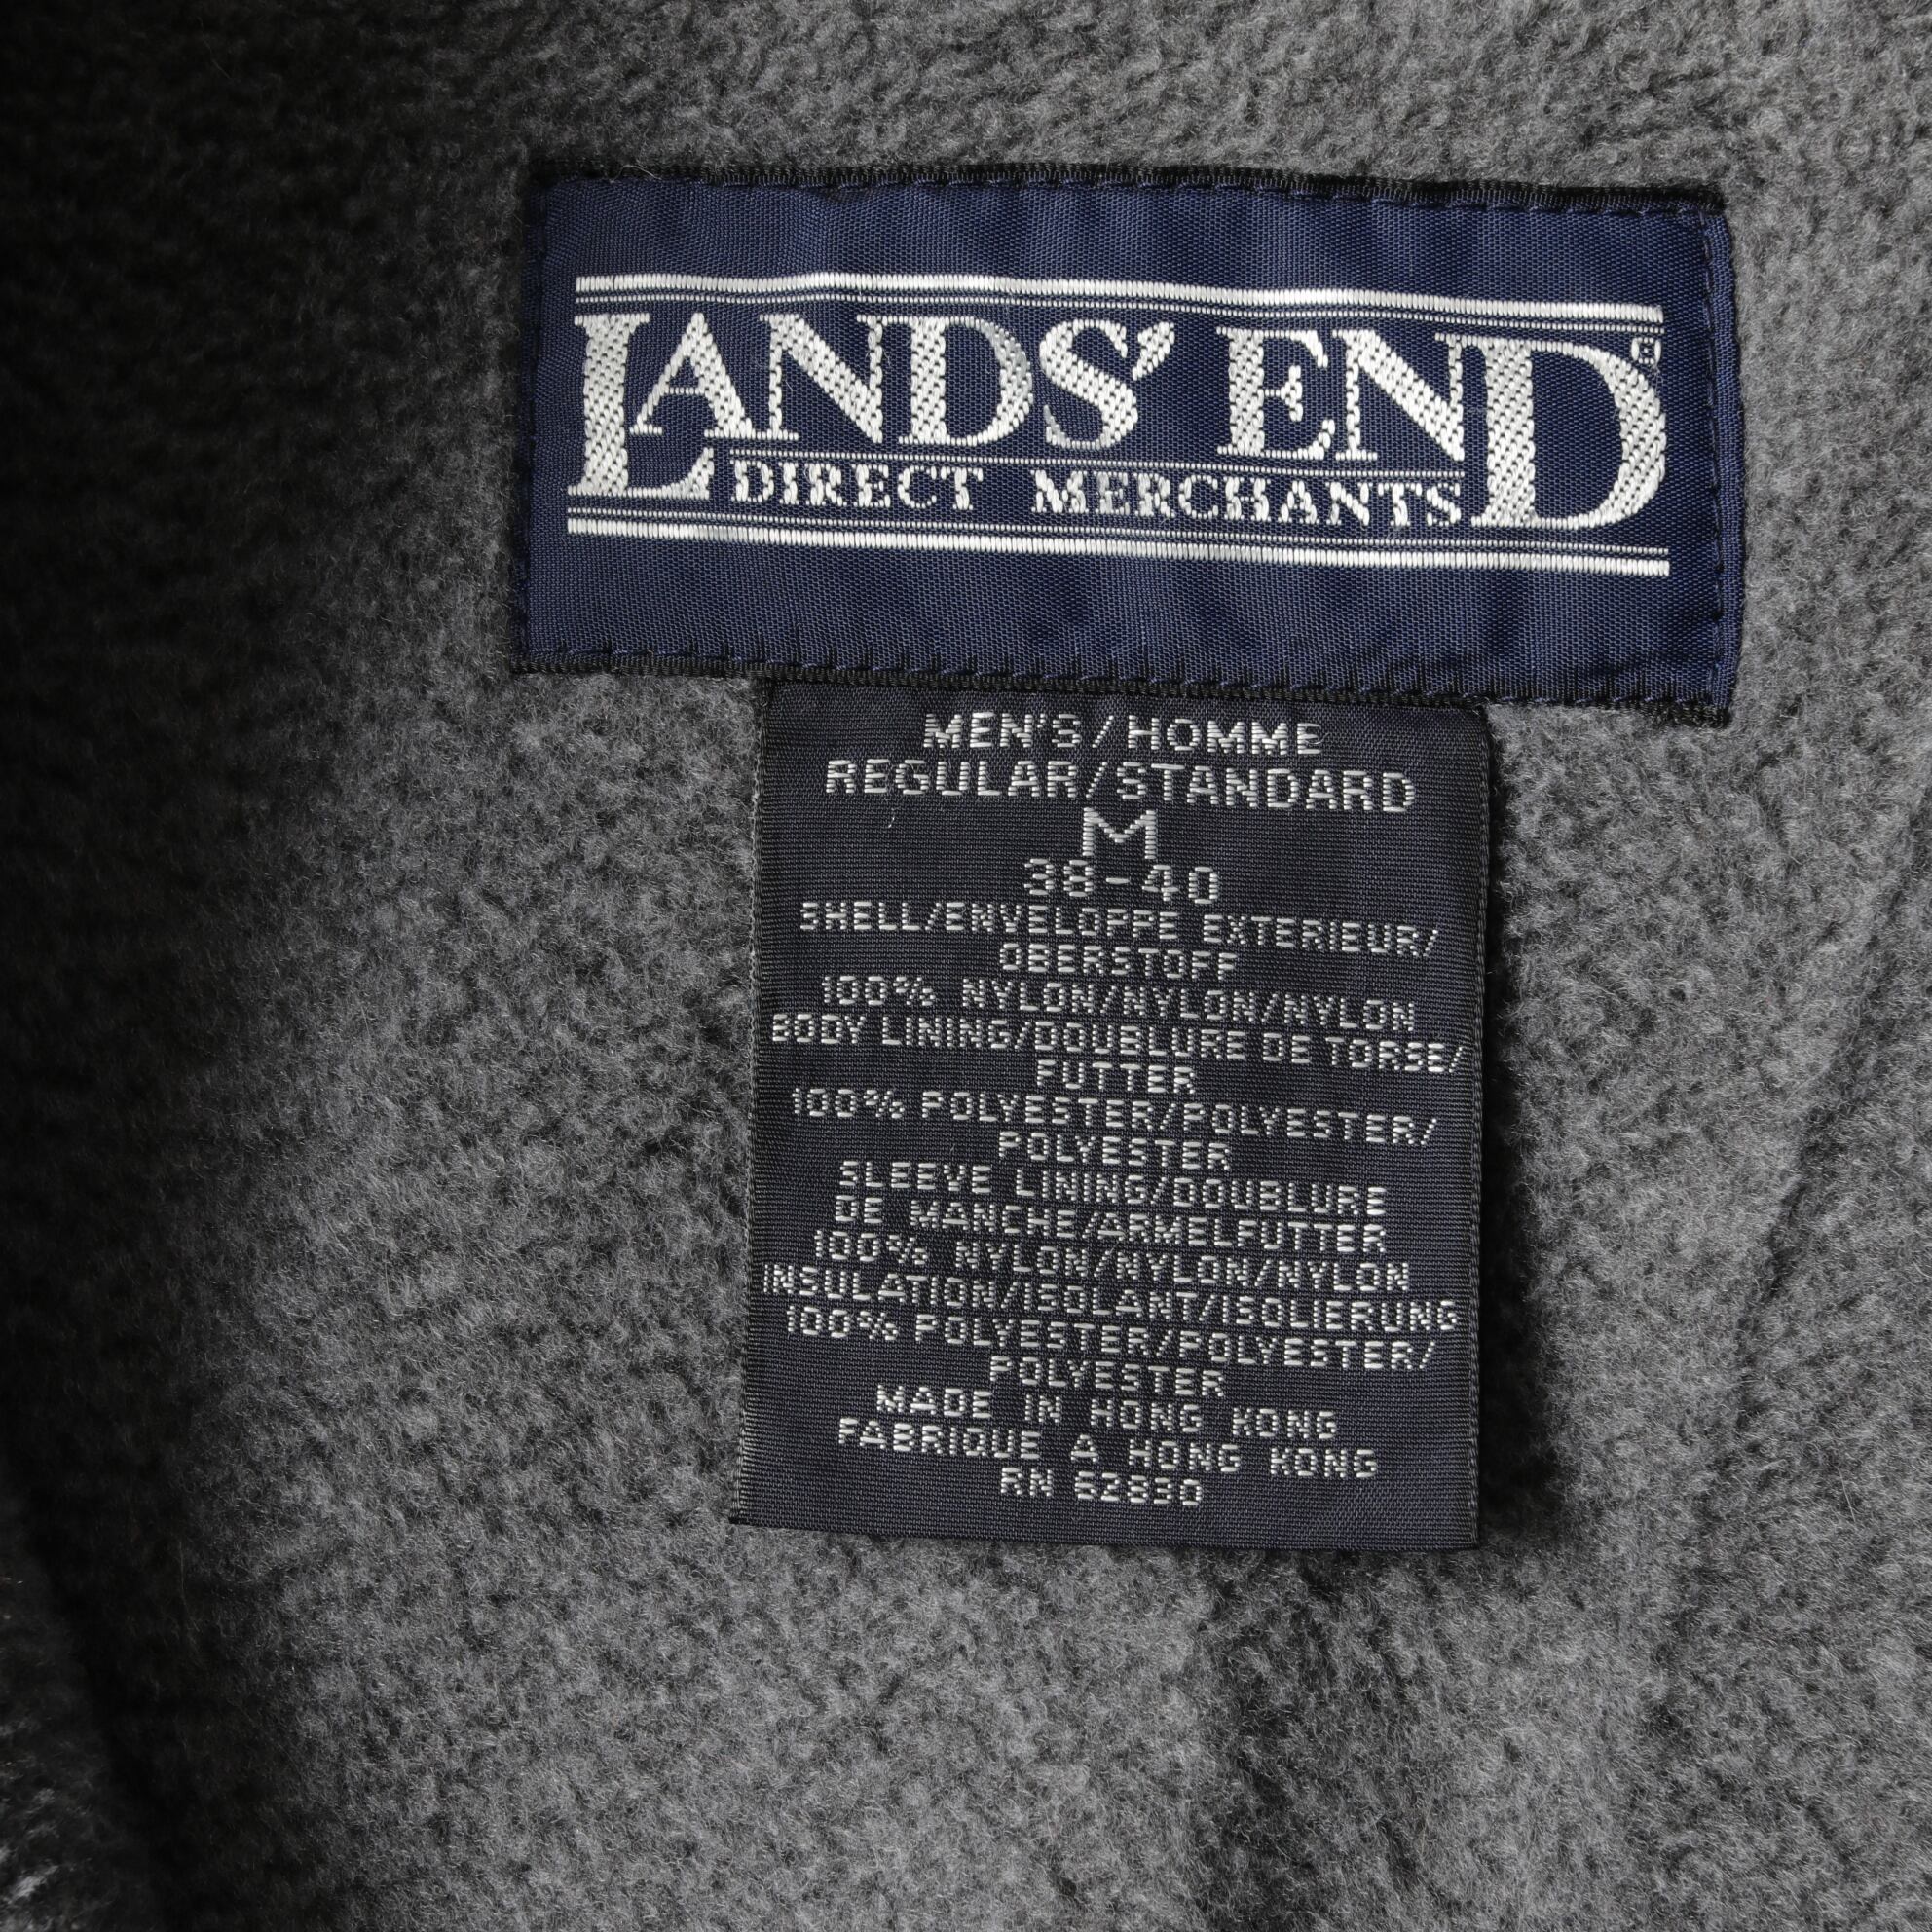 LANDS' END®
DIRECT MERCHANTS
MEN'S/HOMME
REGULAR/STANDARD
M
38-40
SHELL/ENVELOPPE EXTERIEUR/
OBERSTOFF
100% NYLON/NYLON/NYLON
BODY LINING/DOUBLURE DE TORSE/
FUTTER
100% POLYESTER/POLYESTER/
POLYESTER
SLEEVE LINING/DOUBLURE
DE MANCHE/ARMELFUTTER
100% NYLON/NYLON/NYLON
INSULATION/ISOLANT/ISOLIERUNG
100% POLYESTER/POLYESTER/
POLYESTER
MADE IN HONG KONG
FABRIQUE A HONG KONG
RN 62830